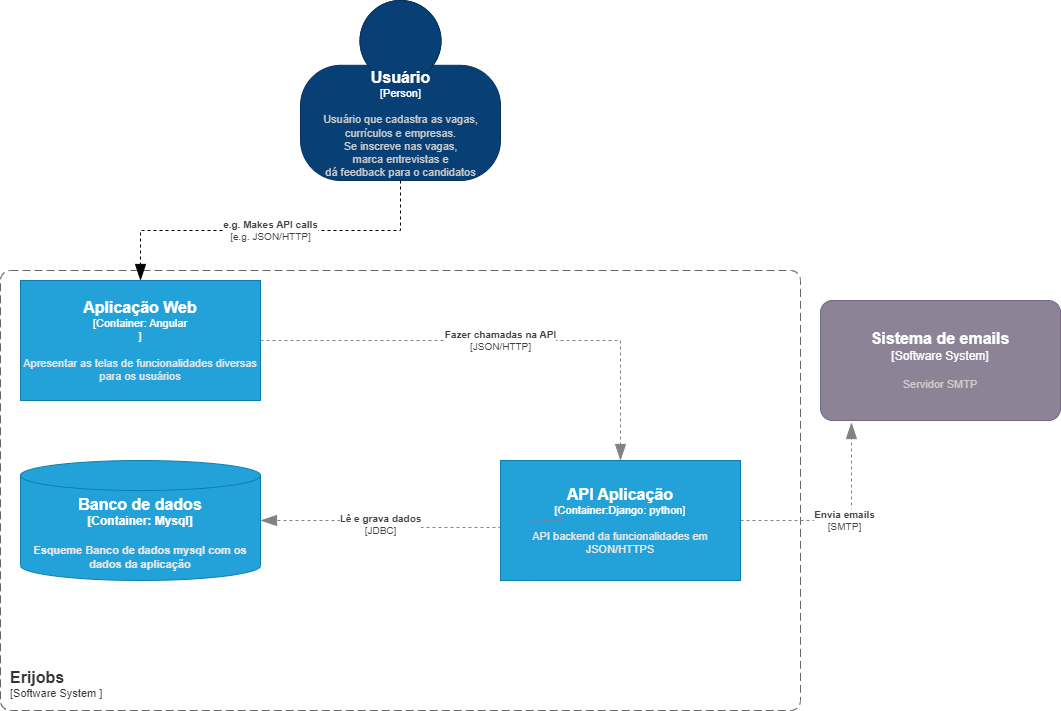 Usuário
[Person]
Usuário que cadastra as vagas,
currículos e empresas.
Se inscreve nas vagas,
marca entrevistas e
dá feedback para o candidatos
e.g. Makes API calls
[e.g. JSON/HTTP]
Aplicação Web
[Container: Angular
]
Apresentar as telas de funcionalidades diversas
para os usuários
Fazer chamadas na API
[JSON/HTTP]
Sistema de emails
[Software System]
Servidor SMTP
Banco de dados
[Container: Mysql]
Esqueme Banco de dados mysql com os
dados da aplicação
Lê e grava dados
[JDBC]
API Aplicação
[Container:Django: python]
API backend da funcionalidades em
JSON/HTTPS
Envia emails
[SMTP]
Erijobs
[Software System ]